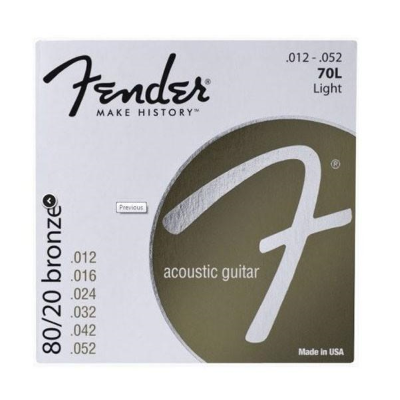 Fender
MAKE HISTORY™
.012 - .052
70L
Light
®
Previous
80/20 bronze
.012
.016
.024
.032
.042
.052
acoustic guitar
F
Made in USA